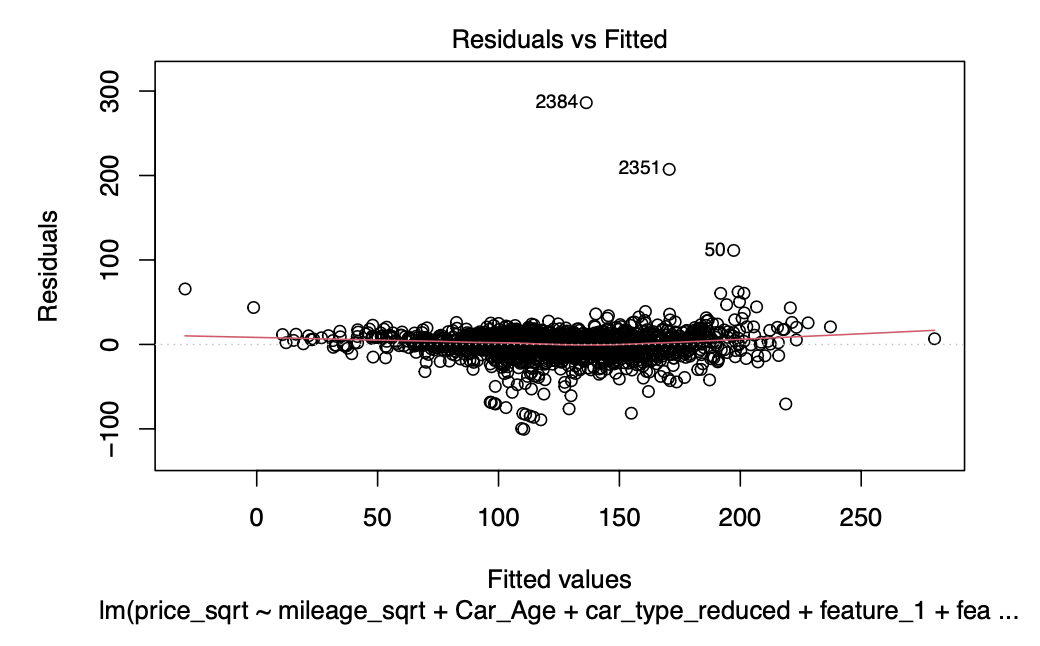 Residuals vs Fitted
300
200
100
0
−100
Residuals
2384
2351
50
0 50 100 150 200 250
Fitted values
lm(price_sqrt ~ mileage_sqrt + Car_Age + car_type_reduced + feature_1 + fea ...